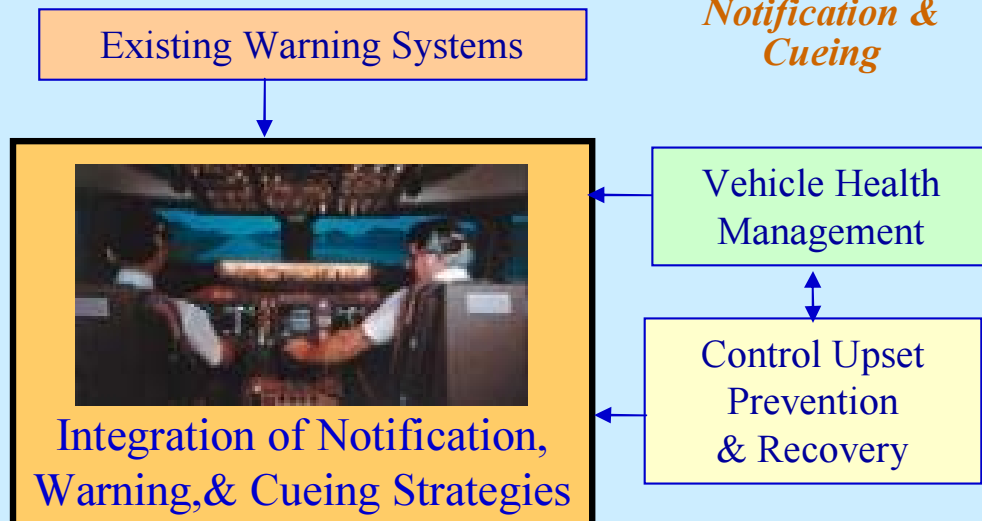 Notification &
Cueing
Existing Warning Systems
Vehicle Health
Management
Control Upset
Prevention
& Recovery
Integration of Notification,
Warning,& Cueing Strategies